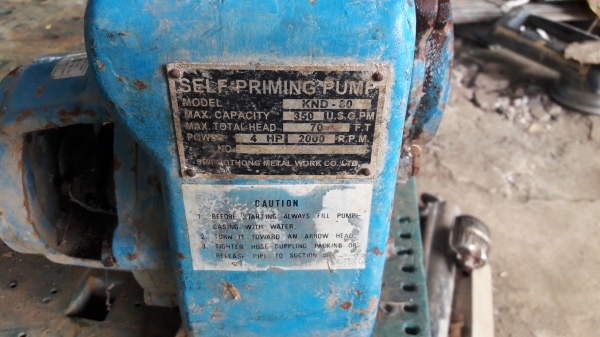 SELF PRIMING PUMP
MODEL KND - 80
MAX. CAPACITY 350 U.S.G.P.M
MAX. TOTAL HEAD 70 F.T
POWER 4 HP 2000 R.P.M.
NO.
METAL WORK CO., LTD.
CAUTION
1. BEFORE STARTING ALWAYS FILL PUMP
CASING WITH WATER.
2. TURN IT TOWARD AN ARROW HEAD.
3. TIGHTEN HOSE CUPPLING PACKING OR
RELEASE PIPE TO SUCTION